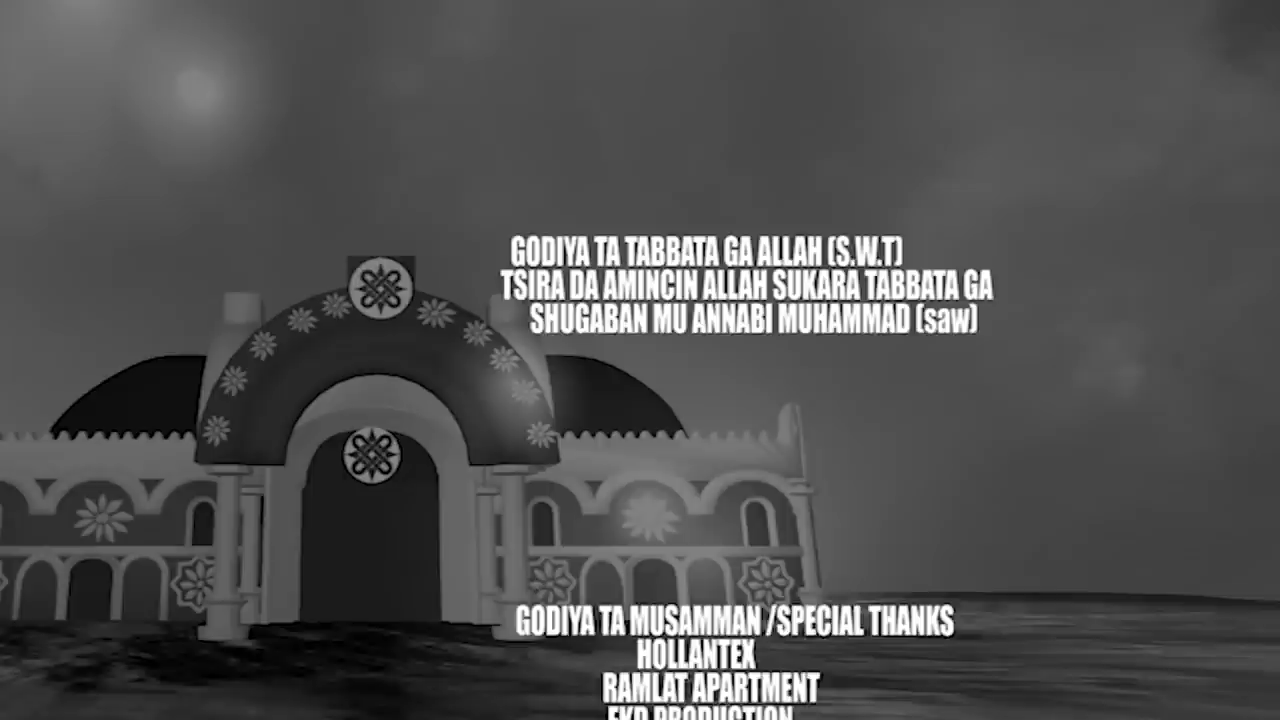 GODIYA TA TABBATA GA ALLAH (S.W.T)
TSIRA DA AMINCIN ALLAH SUKARA TABBATA GA
SHUGABAN MU ANNABI MUHAMMAD (saw)
GODIYA TA MUSAMMAN /SPECIAL THANKS
HOLLANTEX
RAMLAT APARTMENT
PRODUCTION